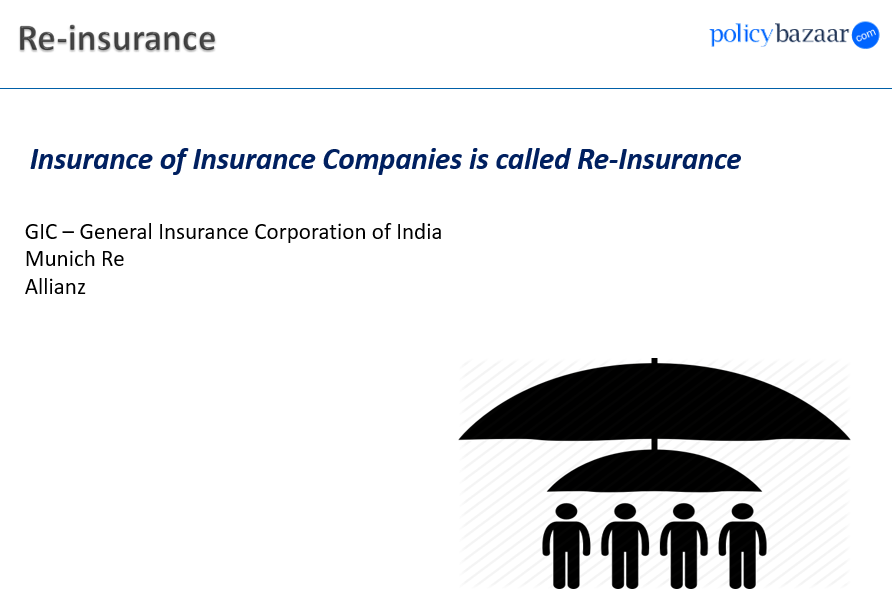 Re-insurance
policybazaar com
Insurance of Insurance Companies is called Re-Insurance
GIC – General Insurance Corporation of India
Munich Re
Allianz